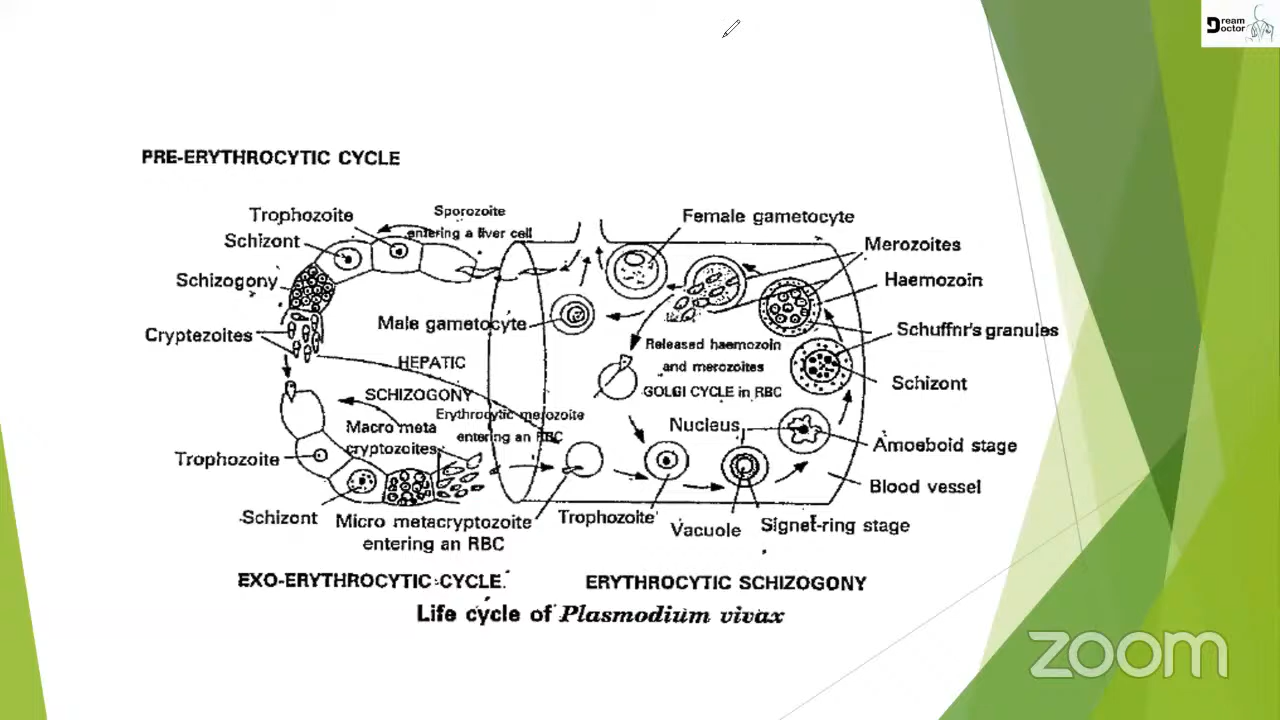 Dream
Doctor
PRE-ERYTHROCYTIC CYCLE
Trophozoite
Sporozoite
entering a liver cell
Female gametocyte
Schizont
Merozoites
Schizogony
Haemozoin
Cryptezoites
Male gametocyte
Schuffnr's granules
Released haemozoin
and merozoites
GOLGI CYCLE in RBC
HEPATIC
SCHIZOGONY
Schizont
Erythrocytic merozoite
entering an RBC
Macro meta
cryptozoites
Nucleus
Amoeboid stage
Trophozoite
Blood vessel
Schizont
Micro metacryptozoite
entering an RBC
Trophozoite
Vacuole
Signet-ring stage
EXO-ERYTHROCYTIC CYCLE.
ERYTHROCYTIC SCHIZOGONY
Life cycle of Plasmodium vivax
zoom